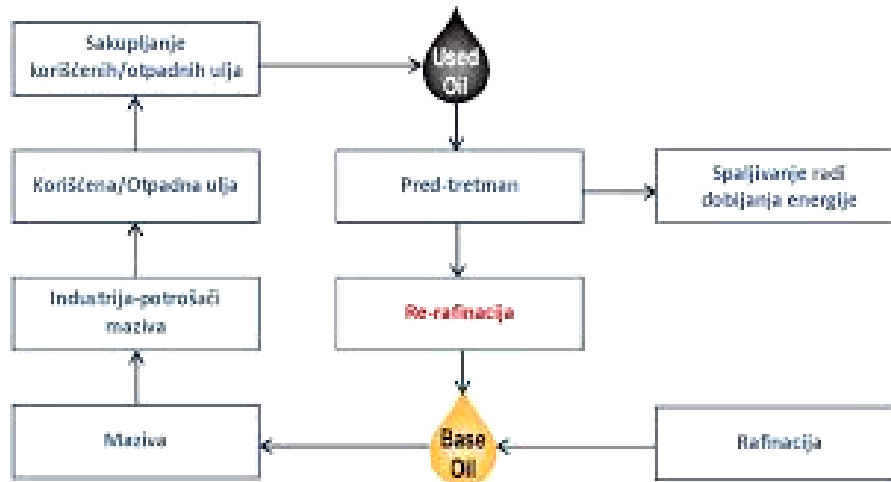 Sakupljanje
korišćenih/otpadnih ulja
Used
Oil
Korišćena/Otpadna ulja
Pred-tretman
Spaljivanje radi
dobijanja energije
Industrija-potrošači
maziva
Re-rafinacija
Maziva
Base
Oil
Rafinacija